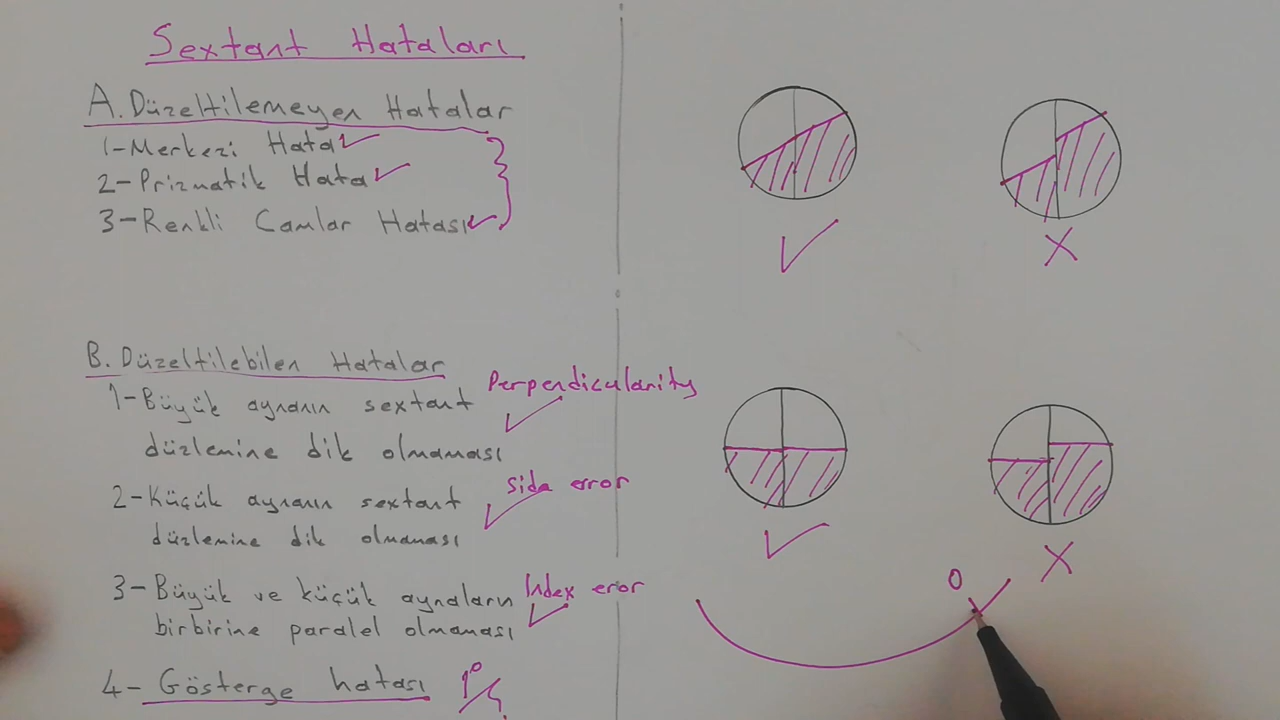 Sextant Hataları
A. Düzeltilemeyen Hatalar
1-Merkezi Hata
2-Prizmatik Hata
3-Renkli Camlar Hatası
B. Düzeltilebilen Hatalar
1-Büyük aynanın sextant Perpendicularity
düzlemine dik olmaması
2-Küçük aynanın sextant Side error
düzlemine dik olmaması
3-Büyük ve küçük aynaların Index eror
birbirine paralel olmaması
0
4- Gösterge hatası